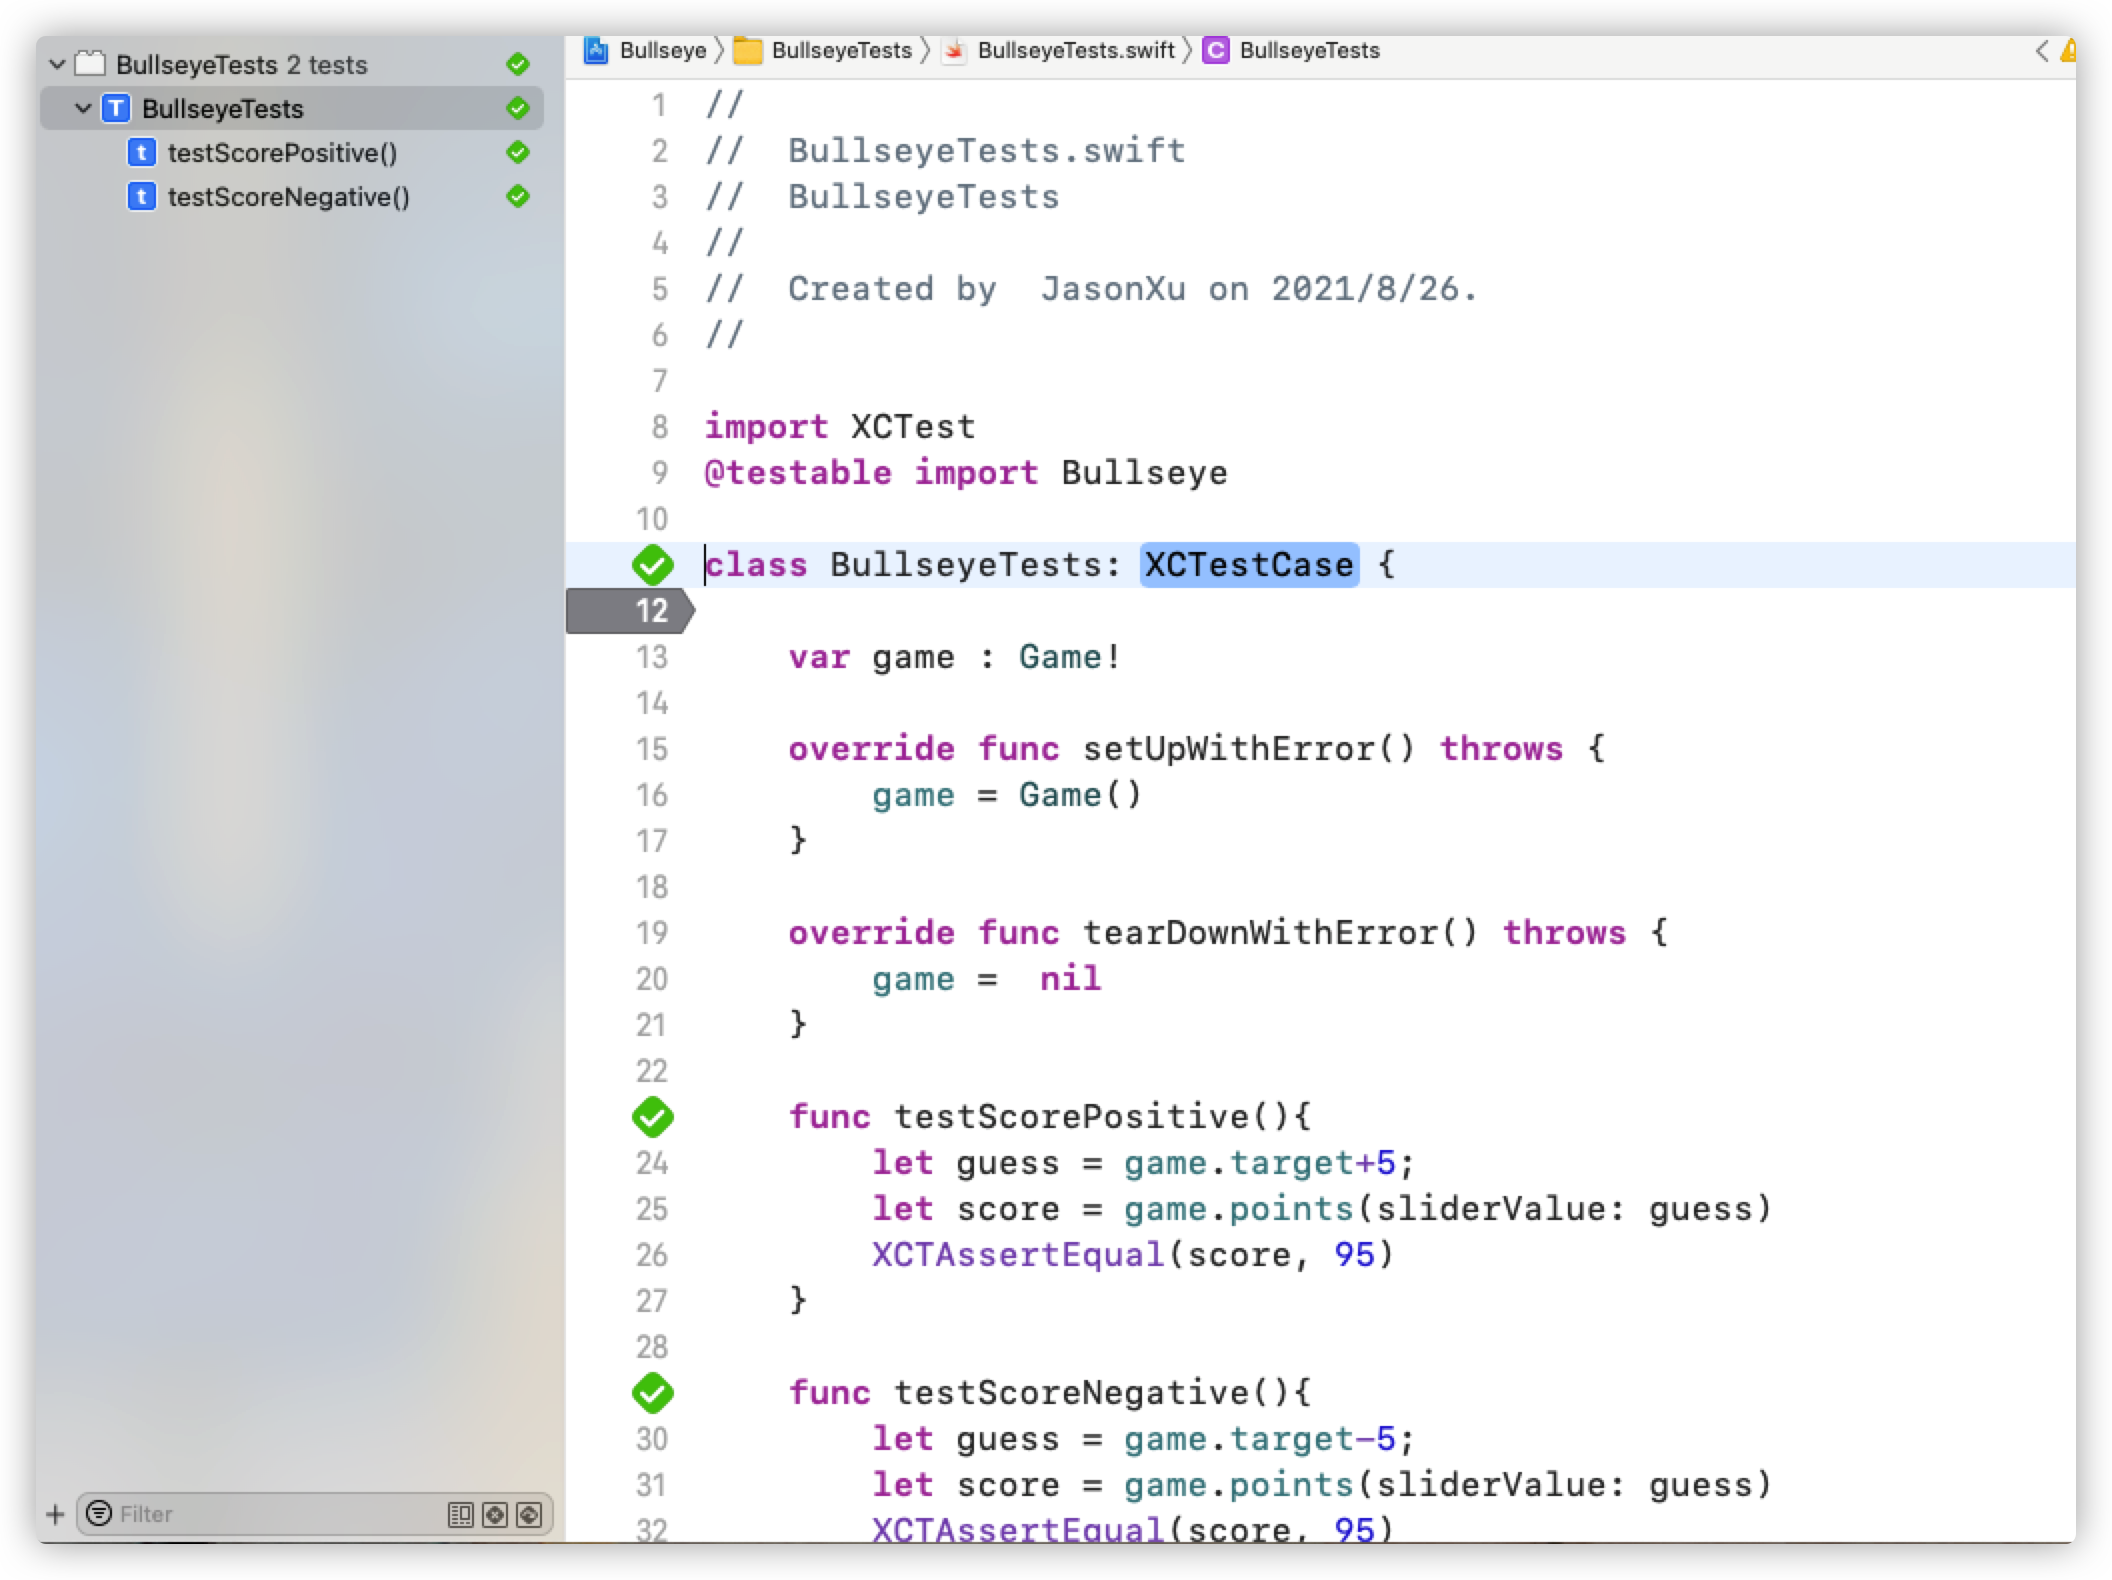 BullseyeTests 2 tests
T BullseyeTests
t testScorePositive()
t testScoreNegative()
Filter
Bullseye 〉 BullseyeTests 〉 BullseyeTests.swift 〉 C BullseyeTests
1 //
2 //  BullseyeTests.swift
3 //  BullseyeTests
4 //
5 //  Created by  JasonXu on 2021/8/26.
6 //
7
8 import XCTest
9 @testable import Bullseye
10
class BullseyeTests: XCTestCase {
12
13     var game : Game!
14
15     override func setUpWithError() throws {
16         game = Game()
17     }
18
19     override func tearDownWithError() throws {
20         game =  nil
21     }
22
    func testScorePositive(){
24         let guess = game.target+5;
25         let score = game.points(sliderValue: guess)
26         XCTAssertEqual(score, 95)
27     }
28
    func testScoreNegative(){
30         let guess = game.target-5;
31         let score = game.points(sliderValue: guess)
32         XCTAssertEqual(score, 95)